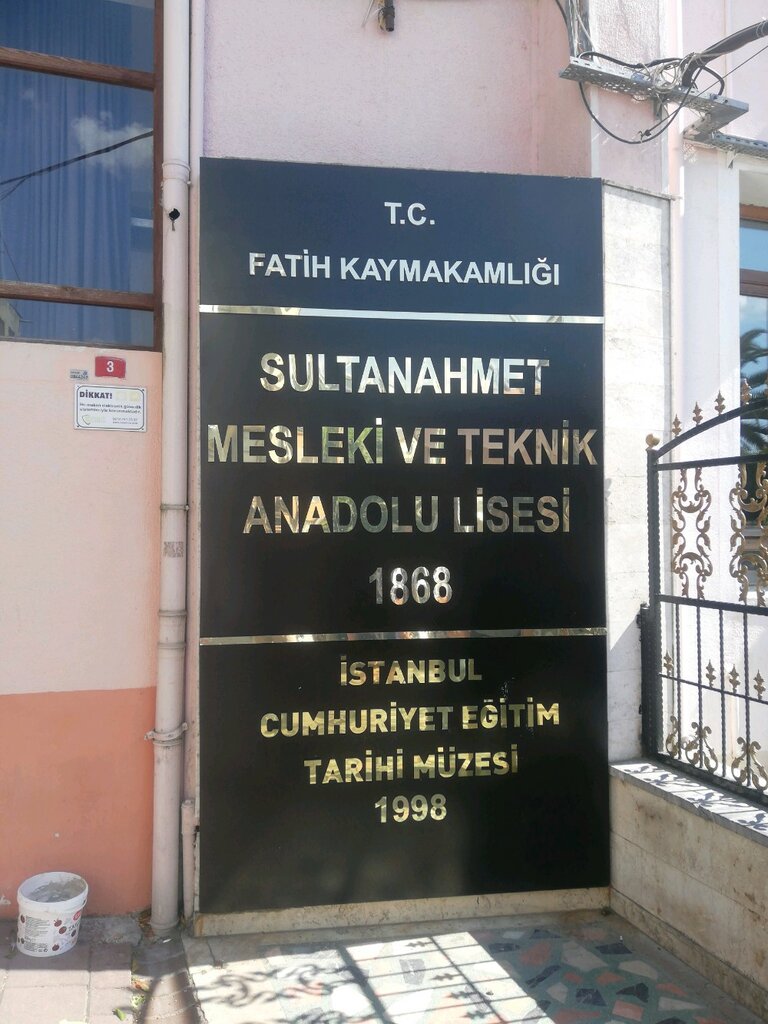 T.C.
FATİH KAYMAKAMLIĞI
SULTANAHMET
MESLEKİ VE TEKNİK
ANADOLU LİSESİ
1868
İSTANBUL
CUMHURİYET EĞİTİM
TARİHİ MÜZESİ
1998
3
DİKKAT!